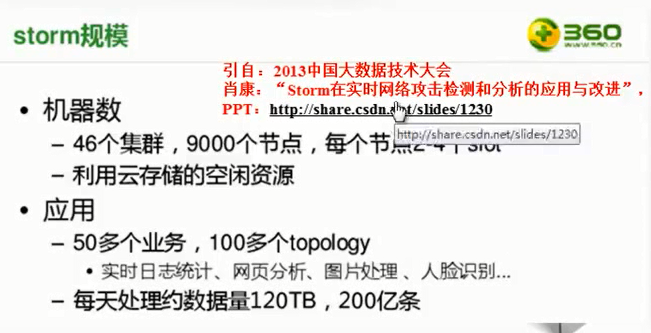 storm规模
360
www.360.cn
引自：2013中国大数据技术大会
肖康：“Storm在实时网络攻击检测和分析的应用与改进”，
PPT：http://share.csdn.net/slides/1230
http://share.csdn.net/slides/1230
• 机器数
– 46个集群，9000个节点，每个节点2-4个slot
– 利用云存储的空闲资源
• 应用
– 50多个业务，100多个topology
• 实时日志统计、网页分析、图片处理、人脸识别...
– 每天处理约数据量120TB，200亿条